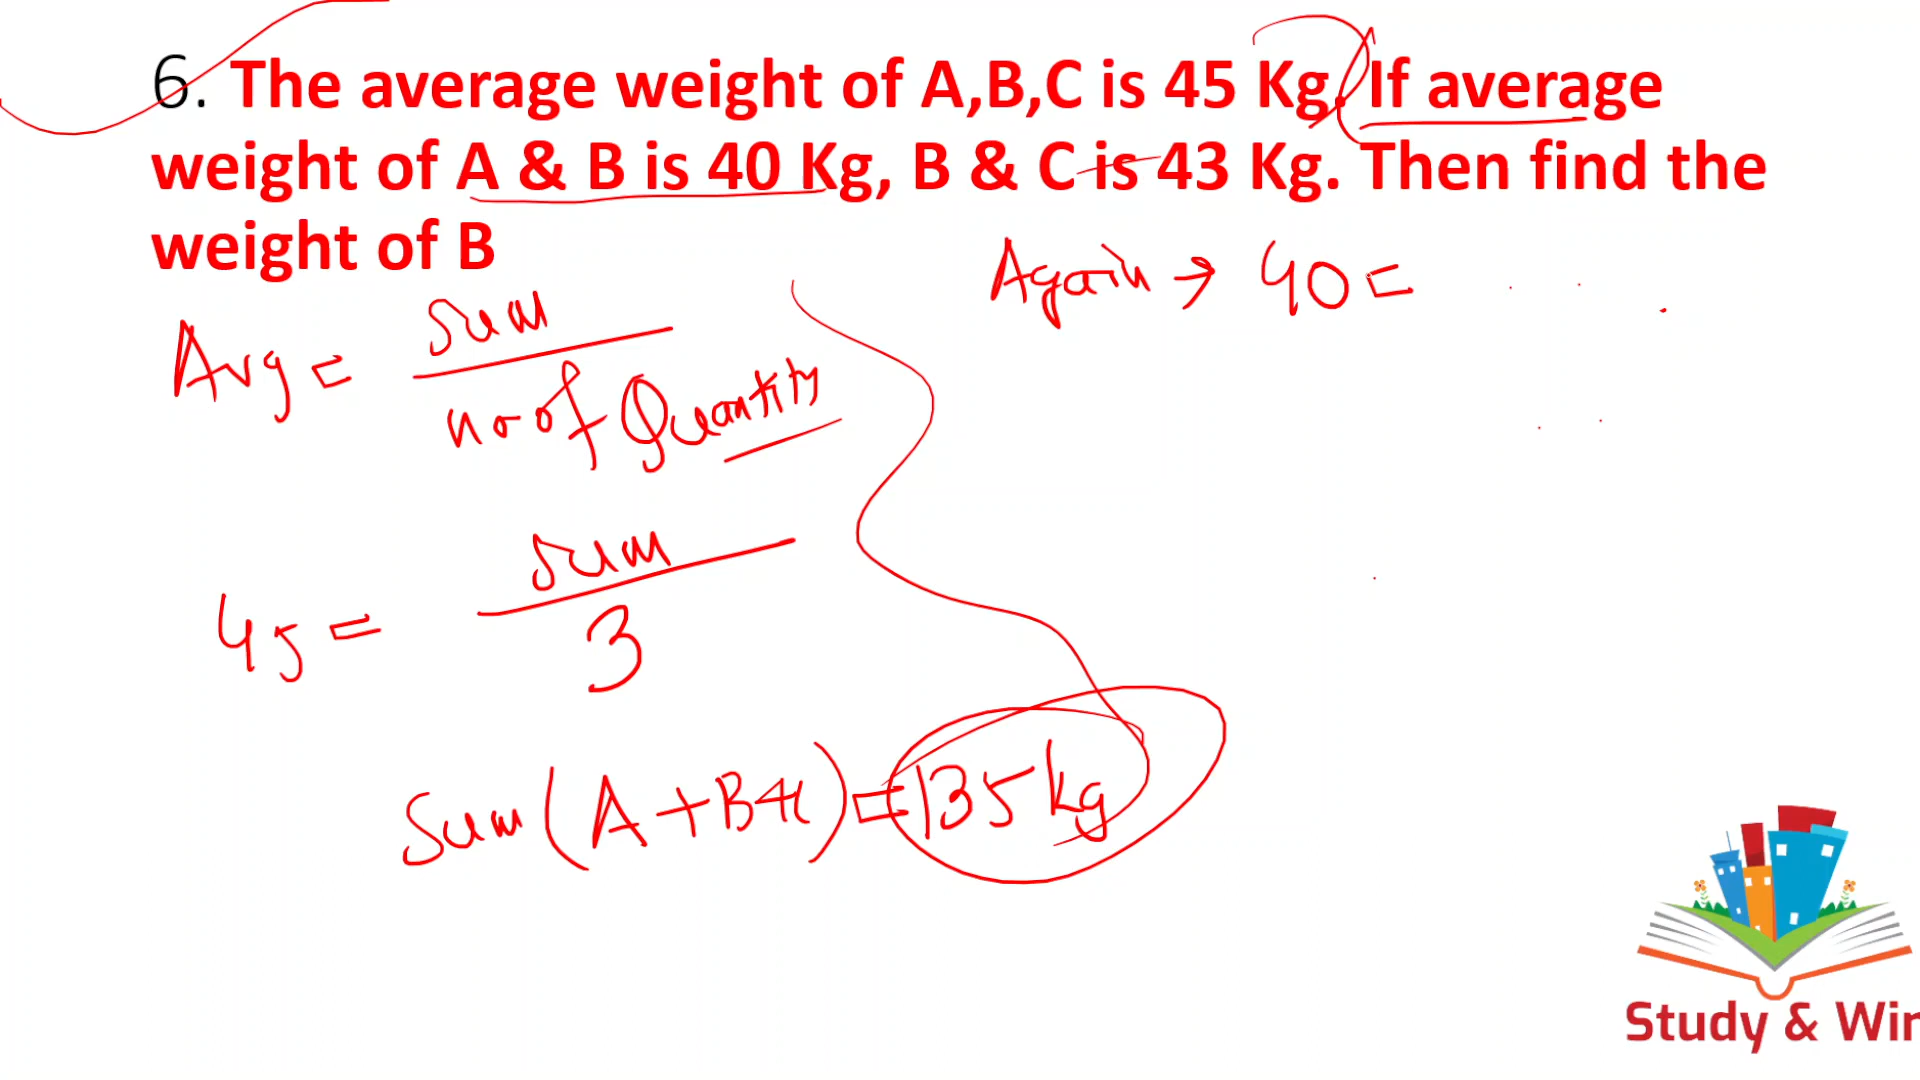 6. The average weight of A,B,C is 45 Kg. If average
weight of A & B is 40 Kg, B & C is 43 Kg. Then find the
weight of B
Again → 40 =
Avg = sum
no of Quantity
45 = sum
3
Sum (A+B+C) = 135 kg
Study & Win